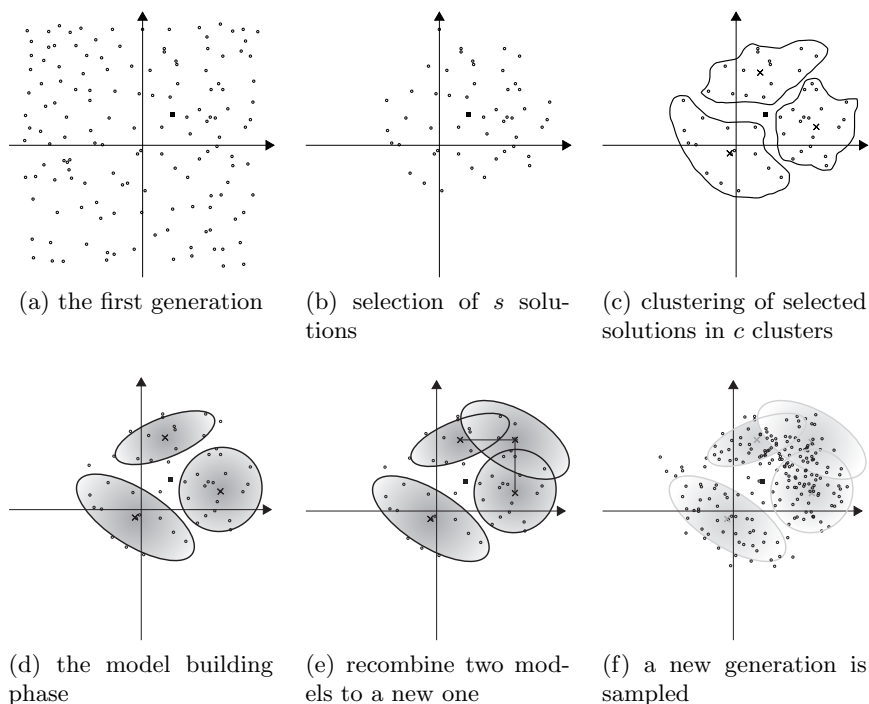 (a) the first generation
(b) selection of s solu-
tions
(c) clustering of selected
solutions in c clusters
(d) the model building
phase
(e) recombine two mod-
els to a new one
(f) a new generation is
sampled